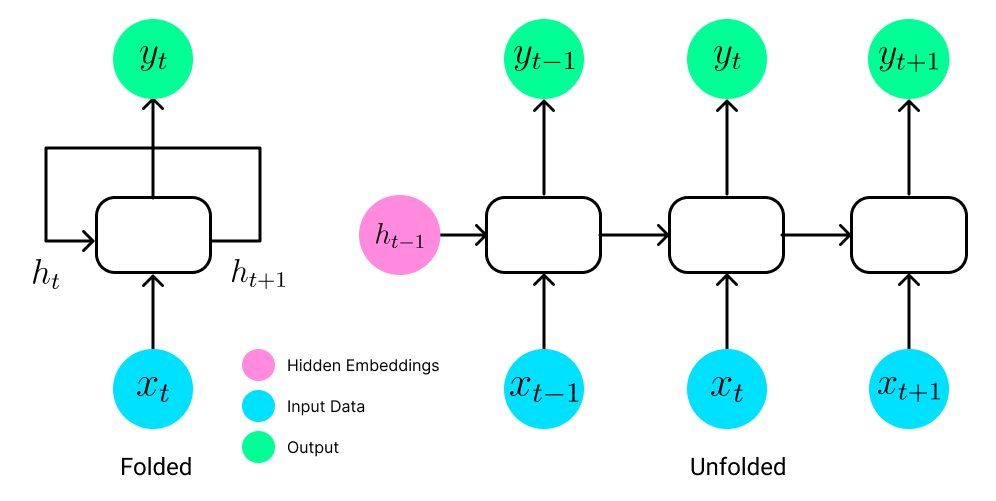 y_t
y_{t-1}
y_t
y_{t+1}
h_t
h_{t+1}
h_{t-1}
x_t
x_{t-1}
x_t
x_{t+1}
Hidden Embeddings
Input Data
Output
Folded
Unfolded